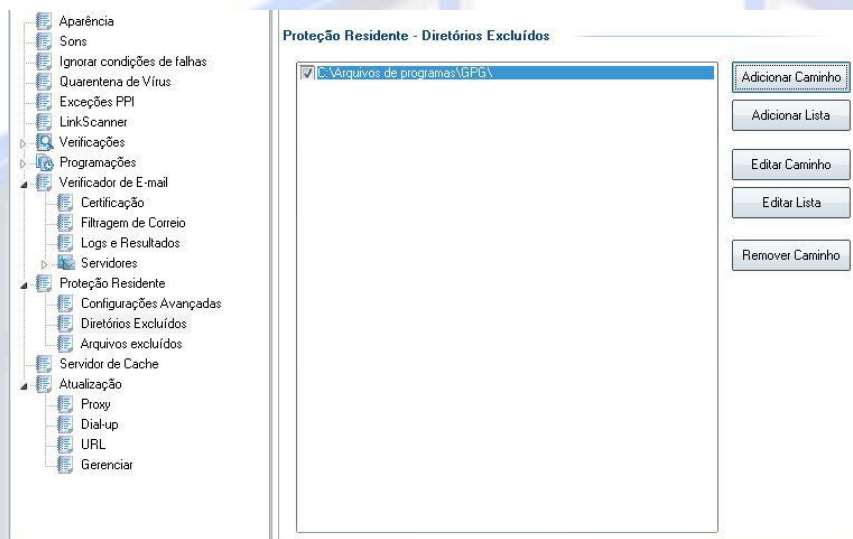 Aparência
Sons
Ignorar condições de falhas
Quarentena de Vírus
Exceções PPI
LinkScanner
Verificações
Programações
Verificador de E-mail
Certificação
Filtragem de Correio
Logs e Resultados
Servidores
Proteção Residente
Configurações Avançadas
Diretórios Excluídos
Arquivos excluídos
Servidor de Cache
Atualização
Proxy
Dial-up
URL
Gerenciar
Proteção Residente - Diretórios Excluídos
C:\Arquivos de programas\GPG\
Adicionar Caminho
Adicionar Lista
Editar Caminho
Editar Lista
Remover Caminho